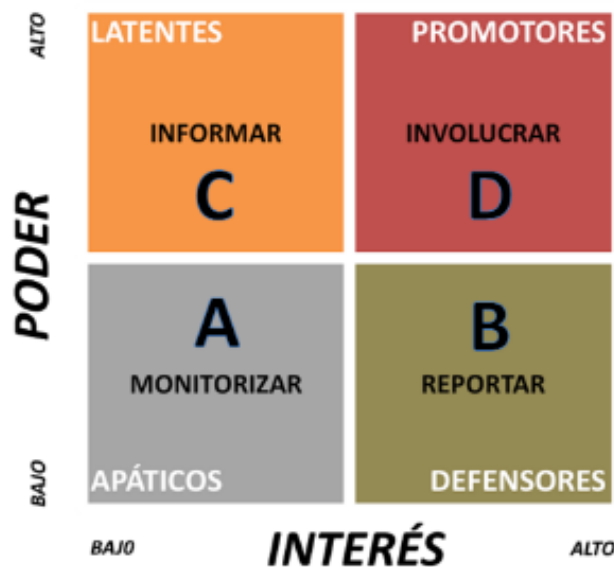 ALTO
PODER
BAJO
LATENTES
INFORMAR
C
PROMOTORES
INVOLUCRAR
D
A
MONITORIZAR
APÁTICOS
B
REPORTAR
DEFENSORES
BAJO
INTERÉS
ALTO